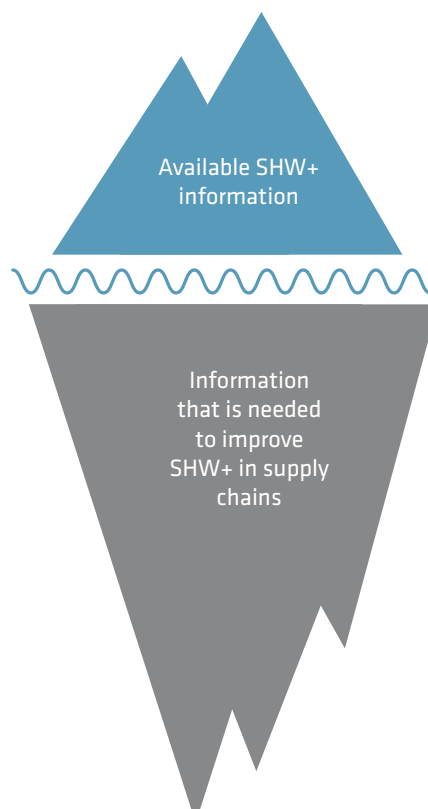 Available SHW+
information
Information
that is needed
to improve
SHW+ in supply
chains